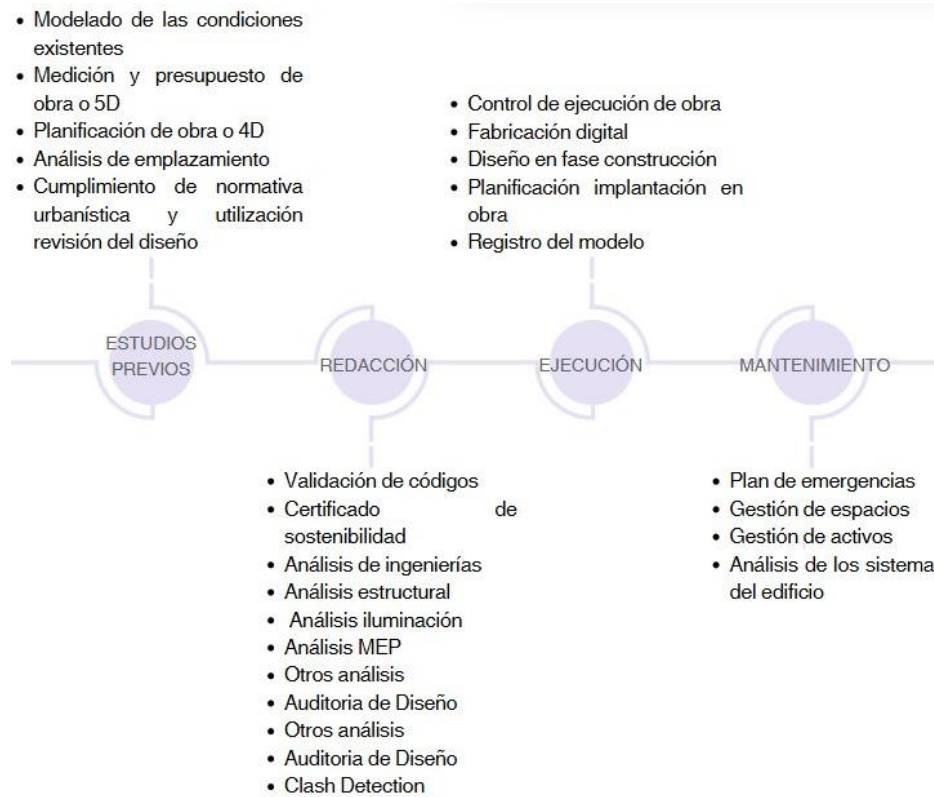 • Modelado de las condiciones
existentes
• Medición y presupuesto de
obra o 5D
• Planificación de obra o 4D
• Análisis de emplazamiento
• Cumplimiento de normativa
urbanística y utilización
revisión del diseño
• Control de ejecución de obra
• Fabricación digital
• Diseño en fase construcción
• Planificación implantación en
obra
• Registro del modelo
ESTUDIOS
PREVIOS
REDACCIÓN
EJECUCIÓN
MANTENIMIENTO
• Validación de códigos
• Certificado de
sostenibilidad
• Análisis de ingenierías
• Análisis estructural
• Análisis iluminación
• Análisis MEP
• Otros análisis
• Auditoria de Diseño
• Otros análisis
• Auditoria de Diseño
• Clash Detection
• Plan de emergencias
• Gestión de espacios
• Gestión de activos
• Análisis de los sistema
del edificio